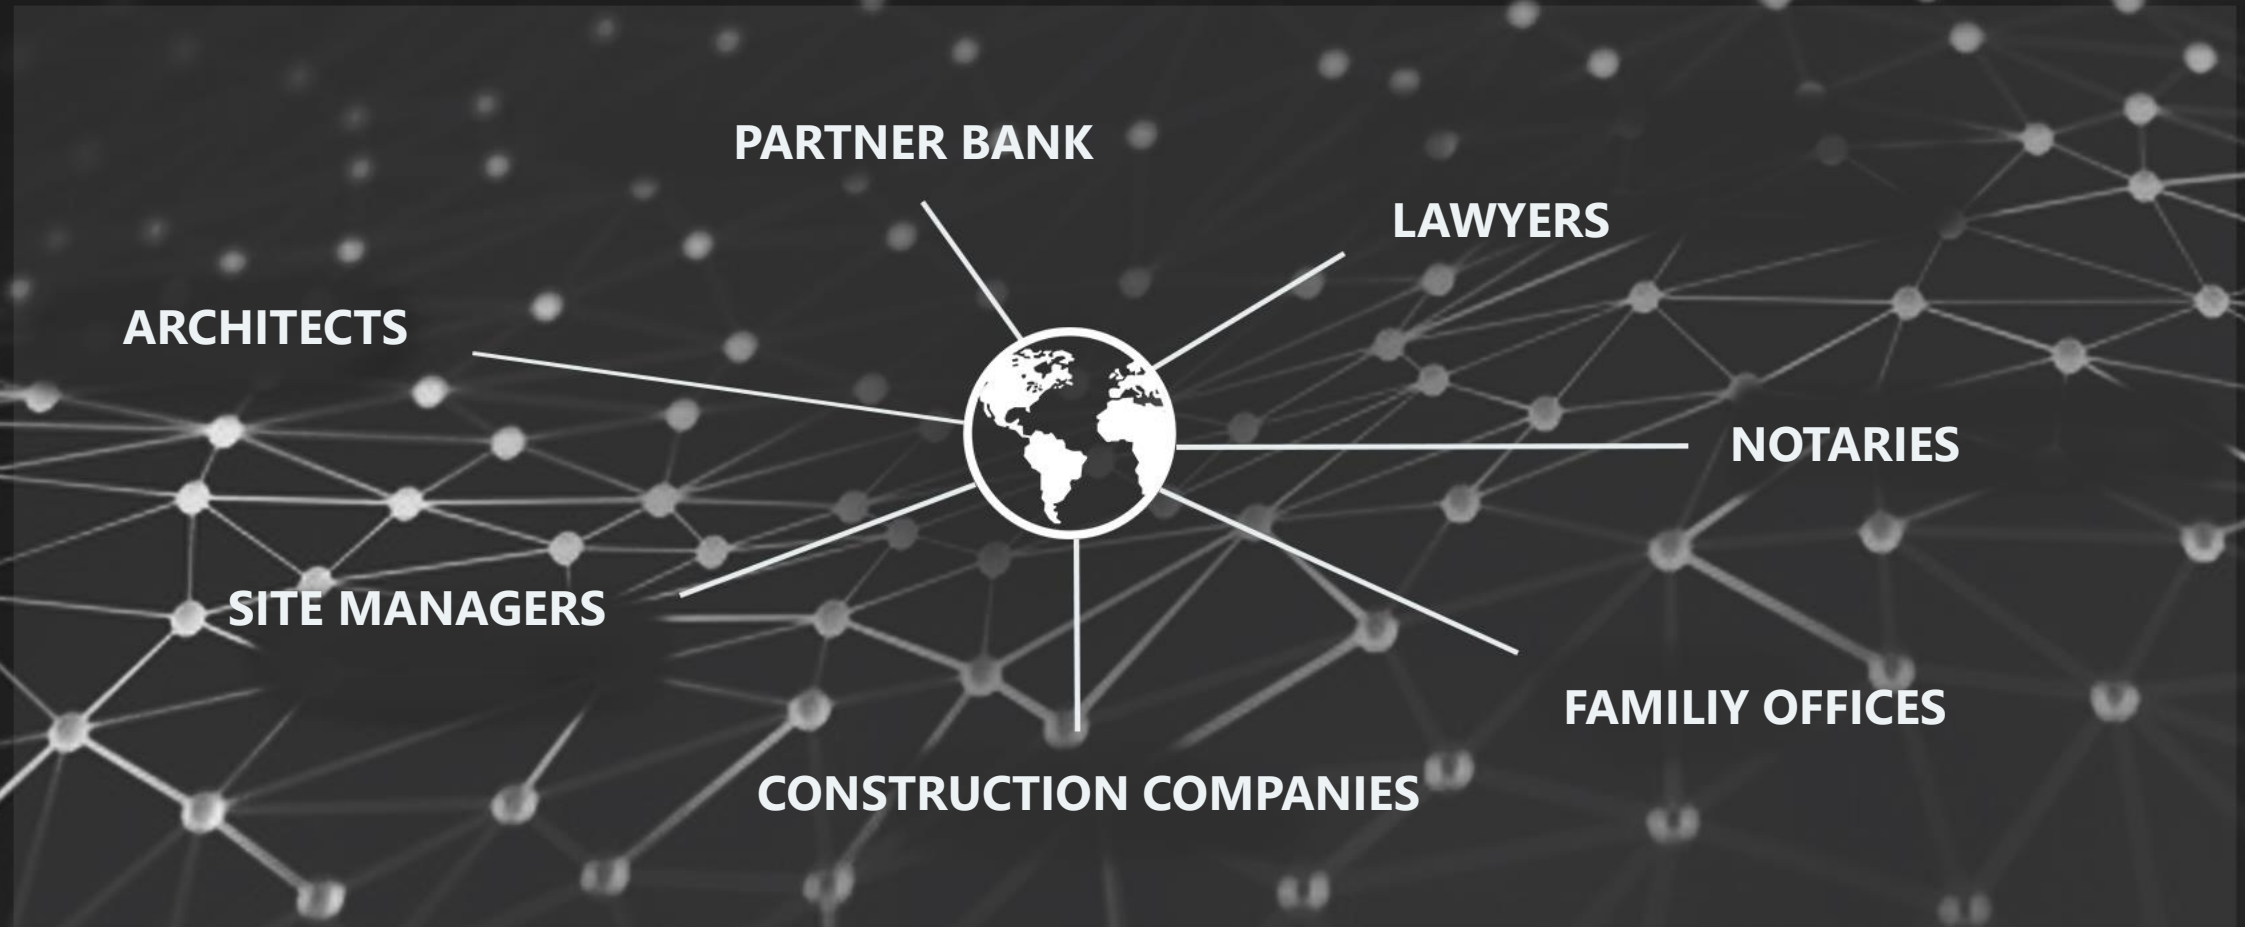 PARTNER BANK
LAWYERS
ARCHITECTS
NOTARIES
SITE MANAGERS
FAMILIY OFFICES
CONSTRUCTION COMPANIES